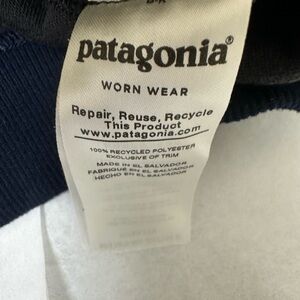 patagonia®
WORN WEAR
Repair, Reuse, Recycle
This Product
www.patagonia.com
100% RECYCLED POLYESTER
EXCLUSIVE OF TRIM
MADE IN EL SALVADOR
FABRIQUÉ EN EL SALVADOR
HECHO EN EL SALVADOR